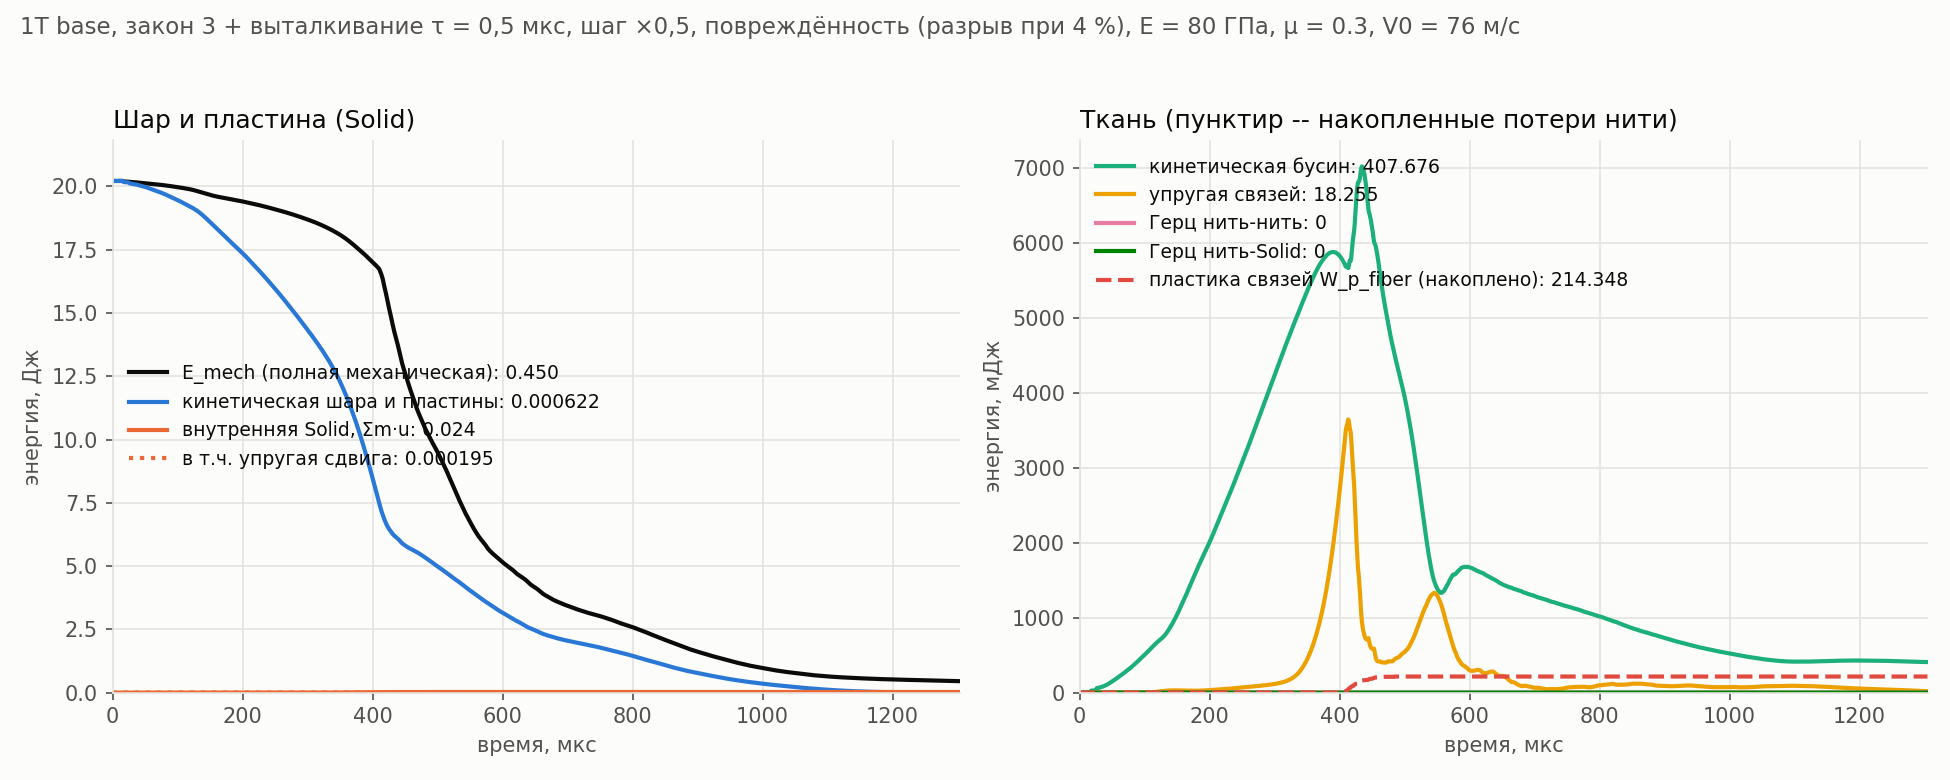 1T base, закон 3 + выталкивание τ = 0,5 мкс, шаг ×0,5, повреждённость (разрыв при 4 %), E = 80 ГПа, μ = 0.3, V0 = 76 м/с
Шар и пластина (Solid)
20.0
17.5
15.0
12.5
10.0
7.5
5.0
2.5
0.0
энергия, Дж
E_mech (полная механическая): 0.450
кинетическая шара и пластины: 0.000622
внутренняя Solid, Σm·u: 0.024
в т.ч. упругая сдвига: 0.000195
0 200 400 600 800 1000 1200
время, мкс
Ткань (пунктир -- накопленные потери нити)
7000
6000
5000
4000
3000
2000
1000
0
энергия, мДж
кинетическая бусин: 407.676
упругая связей: 18.255
Герц нить-нить: 0
Герц нить-Solid: 0
пластика связей W_p_fiber (накоплено): 214.348
0 200 400 600 800 1000 1200
время, мкс